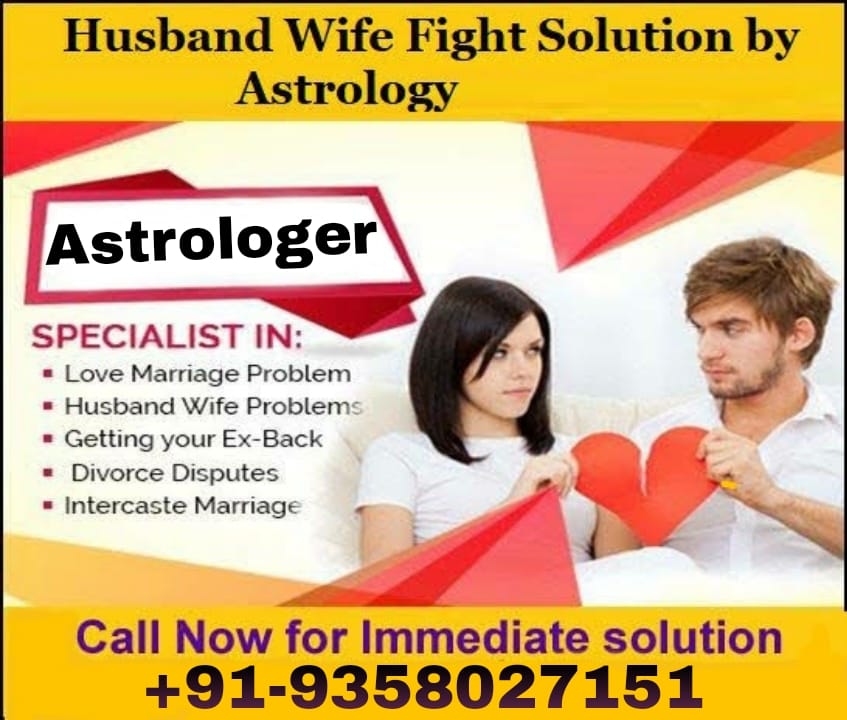 Husband Wife Fight Solution by
Astrology
Astrologer
SPECIALIST IN:
▪ Love Marriage Problem
▪ Husband Wife Problems
▪ Getting your Ex-Back
▪ Divorce Disputes
▪ Intercaste Marriage
Call Now for Immediate solution
+91-9358027151